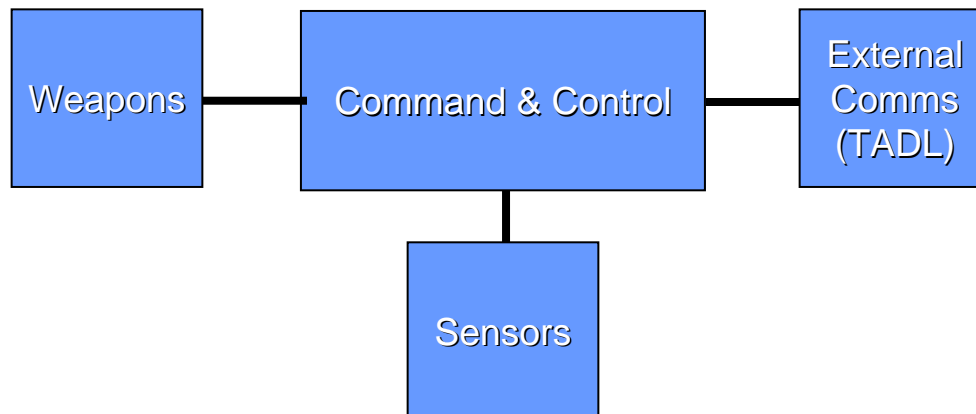 Weapons
Command & Control
External
Comms
(TADL)
Sensors